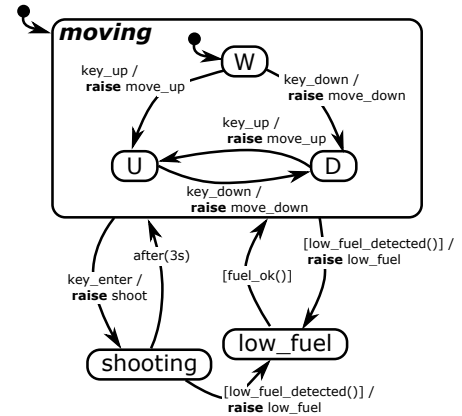 moving
W
key_up /
raise move_up
key_down /
raise move_down
key_up /
raise move_up
U
D
key_down /
raise move_down
[low_fuel_detected()] /
raise low_fuel
after(3s)
[fuel_ok()]
key_enter /
raise shoot
low_fuel
shooting
[low_fuel_detected()] /
raise low_fuel